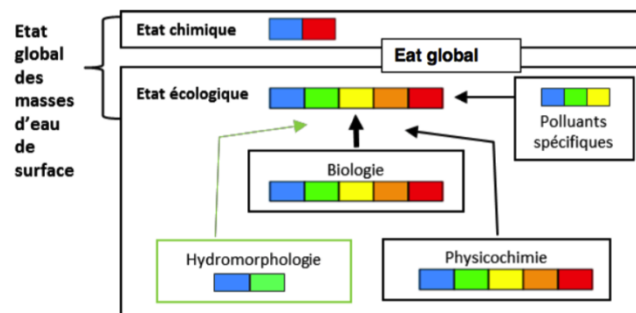 Etat
global
des
masses
d'eau
de
surface
Etat chimique
Eat global
Etat écologique
Polluants
spécifiques
Biologie
Hydromorphologie
Physicochimie